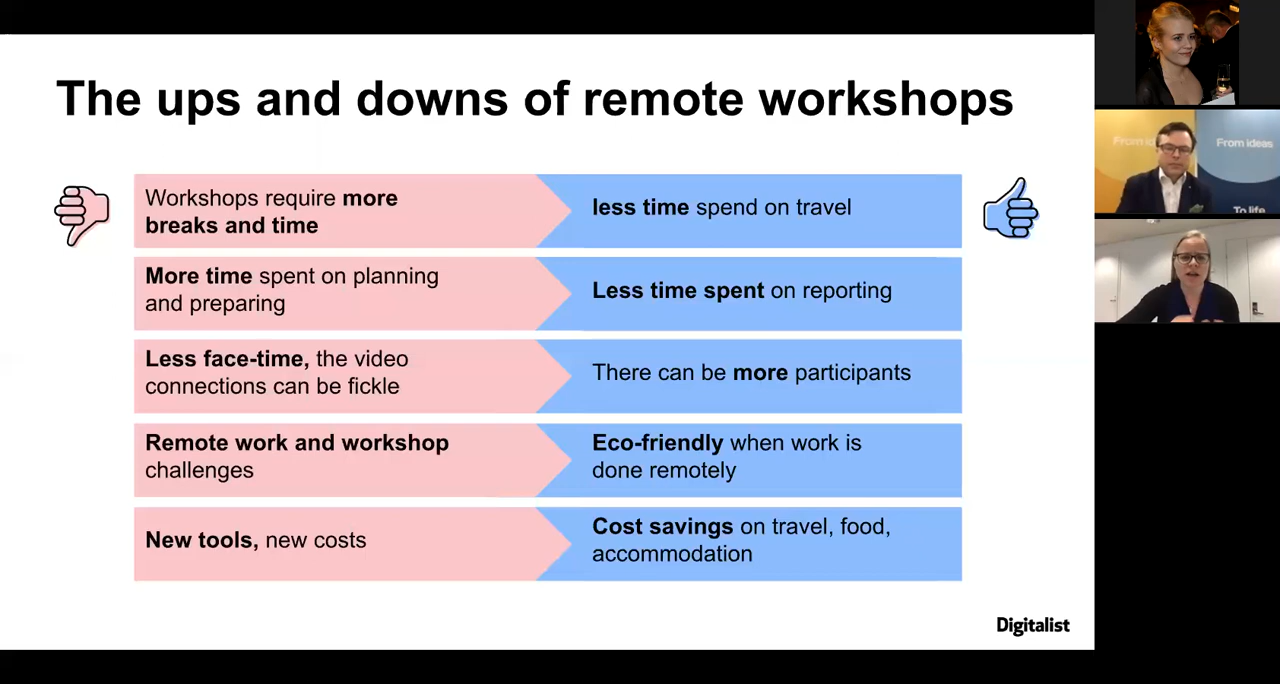 The ups and downs of remote workshops
Workshops require more
breaks and time
less time spend on travel
More time spent on planning
and preparing
Less time spent on reporting
Less face-time, the video
connections can be fickle
There can be more participants
Remote work and workshop
challenges
Eco-friendly when work is
done remotely
New tools, new costs
Cost savings on travel, food,
accommodation
Digitalist
From ideas
To life